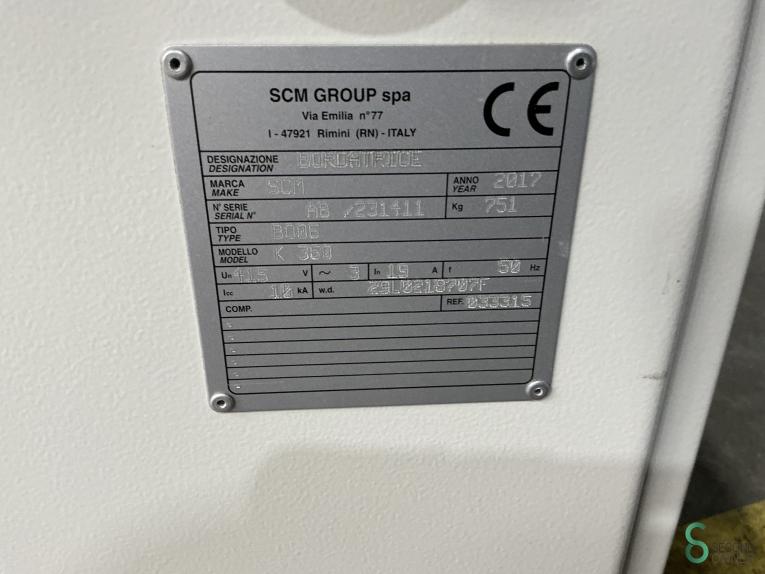 SCM GROUP spa
Via Emilia n°77
I - 47921 Rimini (RN) - ITALY
CE
DESIGNAZIONE BORDATRICE
DESIGNATION
MARCA SCM ANNO 2017
MAKE YEAR
N° SERIE AB /231411 Kg 751
SERIAL N°
TIPO
TYPE
MODELLO K 360
MODEL
Un 415 V ~ 3 In 19 A f 50 Hz
Icc 10 kA w.d.
COMP. REF. 033315
SECOND